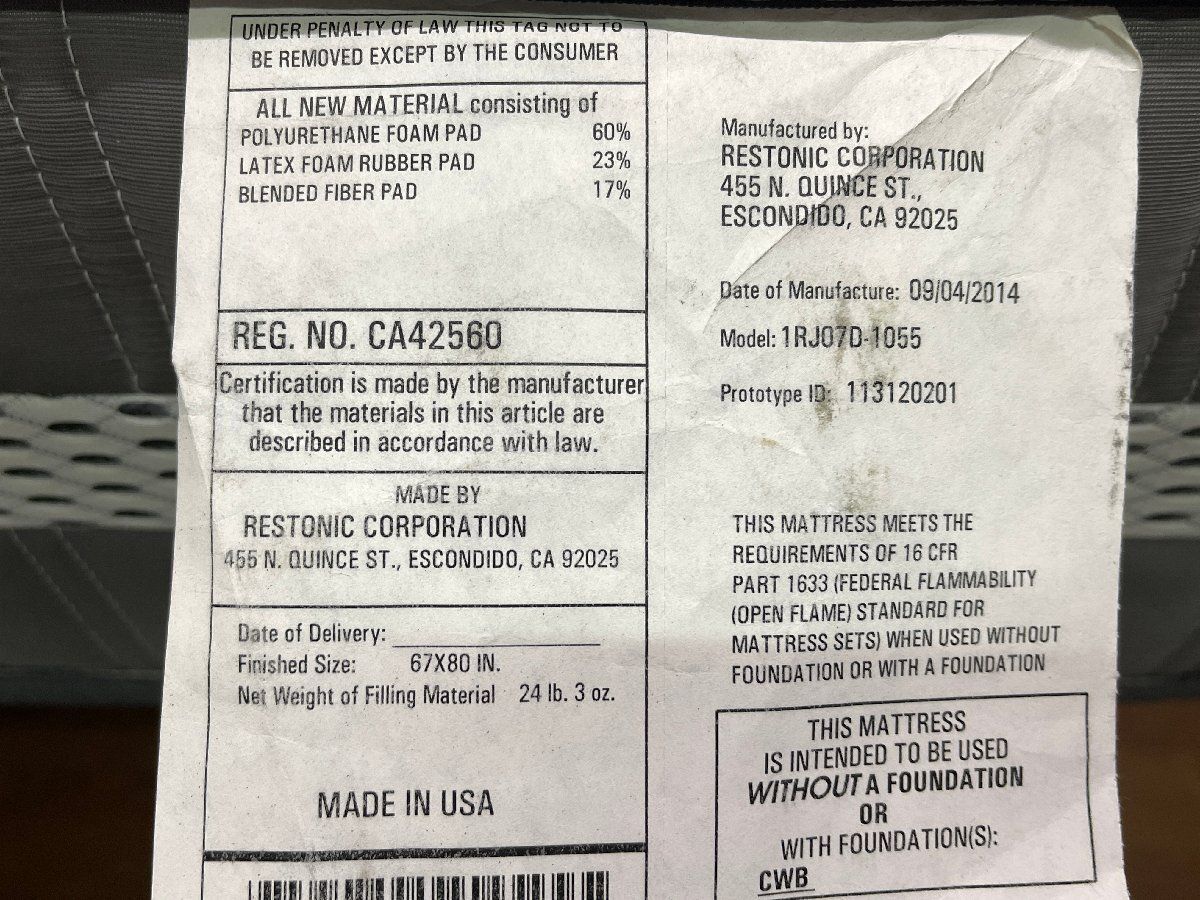 UNDER PENALTY OF LAW THIS TAG NOT TO
BE REMOVED EXCEPT BY THE CONSUMER
ALL NEW MATERIAL consisting of
POLYURETHANE FOAM PAD 60%
LATEX FOAM RUBBER PAD 23%
BLENDED FIBER PAD 17%
REG. NO. CA42560
Certification is made by the manufacturer
that the materials in this article are
described in accordance with law.
MADE BY
RESTONIC CORPORATION
455 N. QUINCE ST., ESCONDIDO, CA 92025
Date of Delivery:
Finished Size: 67X80 IN.
Net Weight of Filling Material 24 lb. 3 oz.
MADE IN USA
Manufactured by:
RESTONIC CORPORATION
455 N. QUINCE ST.,
ESCONDIDO, CA 92025
Date of Manufacture: 09/04/2014
Model: 1RJ07D-1055
Prototype ID: 113120201
THIS MATTRESS MEETS THE
REQUIREMENTS OF 16 CFR
PART 1633 (FEDERAL FLAMMABILITY
(OPEN FLAME) STANDARD FOR
MATTRESS SETS) WHEN USED WITHOUT
FOUNDATION OR WITH A FOUNDATION
THIS MATTRESS
IS INTENDED TO BE USED
WITHOUT A FOUNDATION
OR
WITH FOUNDATION(S):
CWB